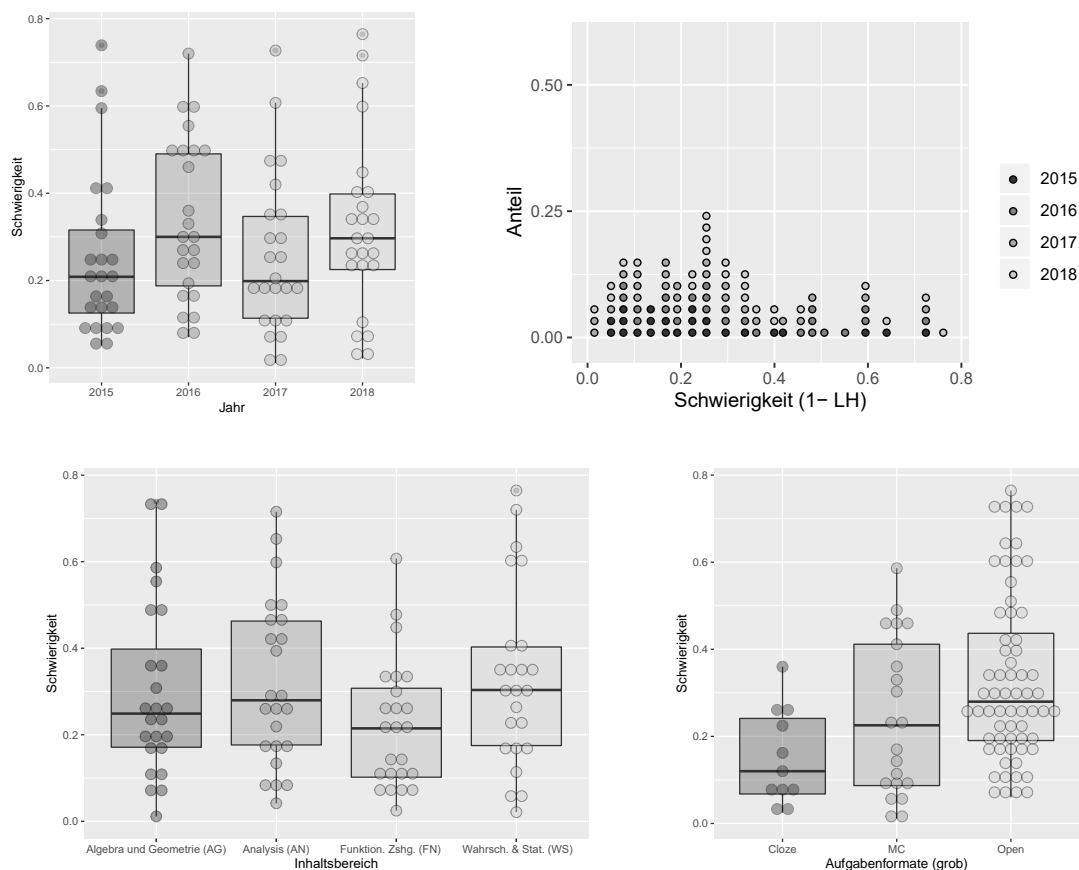 0.8
0.6
0.4
0.2
0.0
Schwierigkeit
2015 2016 2017 2018
Jahr
0.50
0.25
0.00
Anteil
0.0 0.2 0.4 0.6 0.8
Schwierigkeit (1− LH)
2015
2016
2017
2018
0.8
0.6
0.4
0.2
0.0
Schwierigkeit
Algebra und Geometrie (AG) Analysis (AN) Funktion. Zshg. (FN) Wahrsch. & Stat. (WS)
Inhaltsbereich
0.8
0.6
0.4
0.2
0.0
Schwierigkeit
Cloze MC Open
Aufgabenformate (grob)